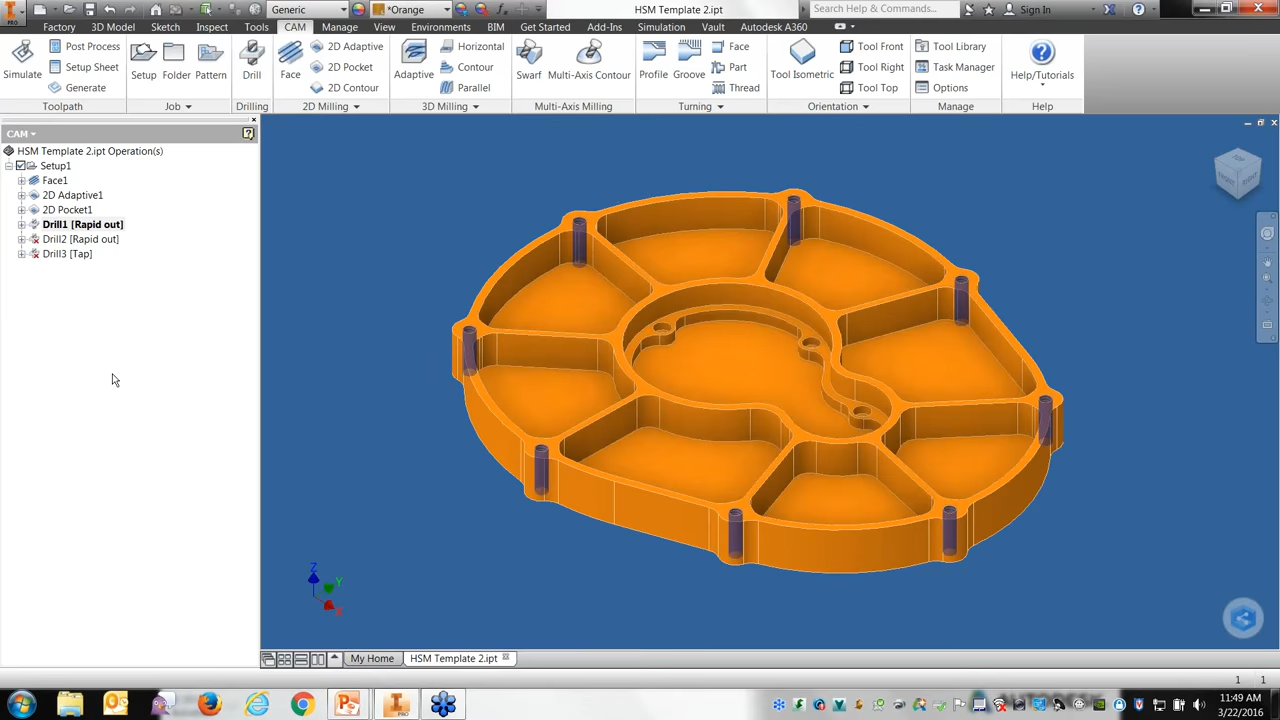 PRO
Generic
*Orange
HSM Template 2.ipt
Search Help & Commands...
Sign In
Factory 3D Model Sketch Inspect Tools CAM Manage View Environments BIM Get Started Add-Ins Simulation Vault Autodesk A360
Simulate
Post Process
Setup Sheet
Generate
Setup
Folder
Pattern
Drill
Face
2D Adaptive
2D Pocket
2D Contour
Adaptive
Horizontal
Contour
Parallel
Swarf
Multi-Axis Contour
Profile
Groove
Face
Part
Thread
Tool Isometric
Tool Front
Tool Right
Tool Top
Tool Library
Task Manager
Options
Help/Tutorials
Toolpath Job Drilling 2D Milling 3D Milling Multi-Axis Milling Turning Orientation Manage Help
CAM
HSM Template 2.ipt Operation(s)
Setup1
Face1
2D Adaptive1
2D Pocket1
Drill1 [Rapid out]
Drill2 [Rapid out]
Drill3 [Tap]
TOP
FRONT
RIGHT
Z
Y
X
My Home
HSM Template 2.ipt
1 1
PRO
11:49 AM
3/22/2016